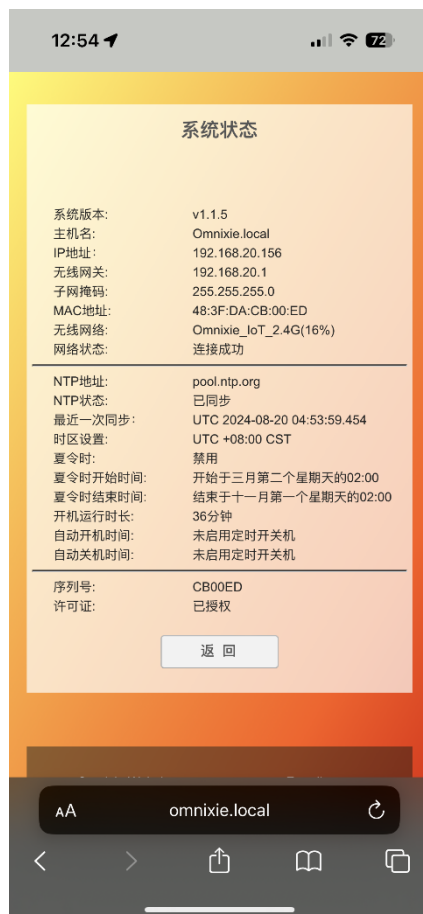 12:54
72
系统状态
系统版本: v1.1.5
主机名: Omnixie.local
IP地址: 192.168.20.156
无线网关: 192.168.20.1
子网掩码: 255.255.255.0
MAC地址: 48:3F:DA:CB:00:ED
无线网络: Omnixie_IoT_2.4G(16%)
网络状态: 连接成功
NTP地址: pool.ntp.org
NTP状态: 已同步
最近一次同步: UTC 2024-08-20 04:53:59.454
时区设置: UTC +08:00 CST
夏令时: 禁用
夏令时开始时间: 开始于三月第二个星期天的02:00
夏令时结束时间: 结束于十一月第一个星期天的02:00
开机运行时长: 36分钟
自动开机时间: 未启用定时开关机
自动关机时间: 未启用定时开关机
序列号: CB00ED
许可证: 已授权
返 回
AA omnixie.local